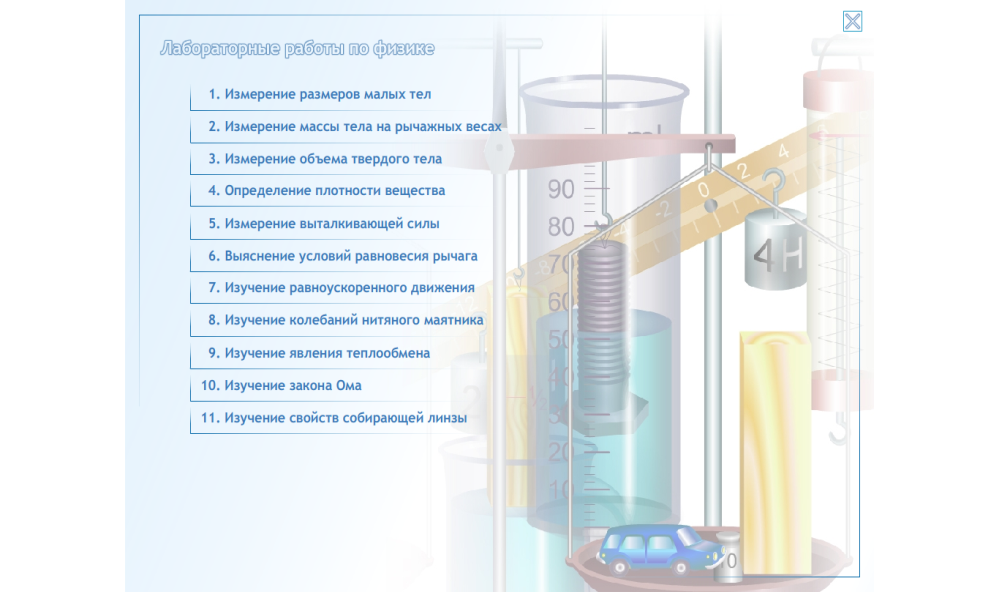 Лабораторные работы по физике
1. Измерение размеров малых тел
2. Измерение массы тела на рычажных весах
3. Измерение объема твердого тела
4. Определение плотности вещества
5. Измерение выталкивающей силы
6. Выяснение условий равновесия рычага
7. Изучение равноускоренного движения
8. Изучение колебаний нитяного маятника
9. Изучение явления теплообмена
10. Изучение закона Ома
11. Изучение свойств собирающей линзы
ml
90
80
70
60
50
40
20
10
-2 0 2 4
4Н
2
0